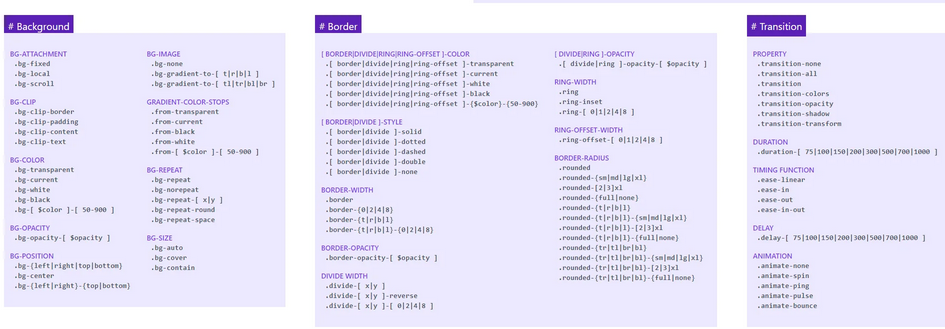 # Background
BG-ATTACHMENT
.bg-fixed
.bg-local
.bg-scroll
BG-CLIP
.bg-clip-border
.bg-clip-padding
.bg-clip-content
.bg-clip-text
BG-COLOR
.bg-transparent
.bg-current
.bg-white
.bg-black
.bg-[ $color ]-[ 50-900 ]
BG-OPACITY
.bg-opacity-[ $opacity ]
BG-POSITION
.bg-{left|right|top|bottom}
.bg-center
.bg-{left|right}-{top|bottom}
BG-IMAGE
.bg-none
.bg-gradient-to-[ t|r|b|l ]
.bg-gradient-to-[ tl|tr|bl|br ]
GRADIENT-COLOR-STOPS
.from-transparent
.from-current
.from-black
.from-white
.from-[ $color ]-[ 50-900 ]
BG-REPEAT
.bg-repeat
.bg-norepeat
.bg-repeat-[ x|y ]
.bg-repeat-round
.bg-repeat-space
BG-SIZE
.bg-auto
.bg-cover
.bg-contain
# Border
[ BORDER|DIVIDE|RING|RING-OFFSET ]-COLOR
.[ border|divide|ring|ring-offset ]-transparent
.[ border|divide|ring|ring-offset ]-current
.[ border|divide|ring|ring-offset ]-white
.[ border|divide|ring|ring-offset ]-black
.[ border|divide|ring|ring-offset ]-{$color}-{50-900}
[ BORDER|DIVIDE ]-STYLE
.[ border|divide ]-solid
.[ border|divide ]-dotted
.[ border|divide ]-dashed
.[ border|divide ]-double
.[ border|divide ]-none
BORDER-WIDTH
.border
.border-{0|2|4|8}
.border-{t|r|b|l}
.border-{t|r|b|l}-{0|2|4|8}
BORDER-OPACITY
.border-opacity-[ $opacity ]
DIVIDE WIDTH
.divide-[ x|y ]
.divide-[ x|y ]-reverse
.divide-[ x|y ]-[ 0|2|4|8 ]
[ DIVIDE|RING ]-OPACITY
.[ divide|ring ]-opacity-[ $opacity ]
RING-WIDTH
.ring
.ring-inset
.ring-[ 0|1|2|4|8 ]
RING-OFFSET-WIDTH
.ring-offset-[ 0|1|2|4|8 ]
BORDER-RADIUS
.rounded
.rounded-{sm|md|lg|xl}
.rounded-[2|3]xl
.rounded-{full|none}
.rounded-{t|r|b|l}
.rounded-{t|r|b|l}-{sm|md|lg|xl}
.rounded-{t|r|b|l}-[2|3]xl
.rounded-{t|r|b|l}-{full|none}
.rounded-{tr|tl|br|bl}
.rounded-{tr|tl|br|bl}-{sm|md|lg|xl}
.rounded-{tr|tl|br|bl}-[2|3]xl
.rounded-{tr|tl|br|bl}-{full|none}
# Transition
PROPERTY
.transition-none
.transition-all
.transition
.transition-colors
.transition-opacity
.transition-shadow
.transition-transform
DURATION
.duration-[ 75|100|150|200|300|500|700|1000 ]
TIMING FUNCTION
.ease-linear
.ease-in
.ease-out
.ease-in-out
DELAY
.delay-[ 75|100|150|200|300|500|700|1000 ]
ANIMATION
.animate-none
.animate-spin
.animate-ping
.animate-pulse
.animate-bounce